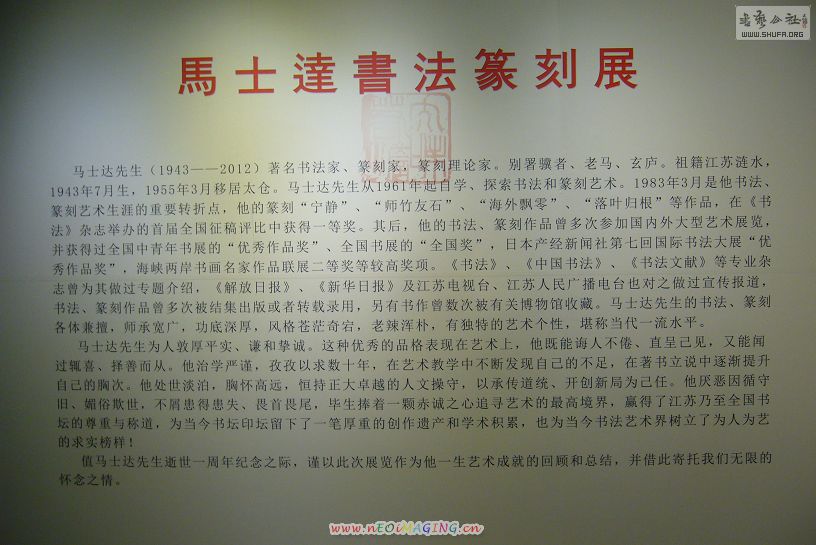 書藝公社
WWW.SHUFA.ORG
馬士達書法篆刻展
马士达先生（1943——2012）著名书法家、篆刻家，篆刻理论家。别署骥者、老马、玄庐。祖籍江苏涟水，
1943年7月生，1955年3月移居太仓。马士达先生从1961年起自学、探索书法和篆刻艺术。1983年3月是他书法、
篆刻艺术生涯的重要转折点，他的篆刻“宁静”、“师竹友石”、“海外飘零”、“落叶归根”等作品，在《书
法》杂志举办的首届全国征稿评比中获得一等奖。其后，他的书法、篆刻作品曾多次参加国内外大型艺术展览，
并获得过全国中青年书展的“优秀作品奖”、全国书展的“全国奖”，日本产经新闻社第七回国际书法大展“优
秀作品奖”，海峡两岸书画名家作品联展二等奖等较高奖项。《书法》、《中国书法》、《书法文献》等专业杂
志曾为其做过专题介绍，《解放日报》、《新华日报》及江苏电视台、江苏人民广播电台也对之做过宣传报道，
书法、篆刻作品曾多次被结集出版或者转载录用，另有书作曾数次被有关博物馆收藏。马士达先生的书法、篆刻
各体兼擅，师承宽广，功底深厚，风格苍茫奇宕，老辣浑朴，有独特的艺术个性，堪称当代一流水平。
马士达先生为人敦厚平实、谦和挚诚。这种优秀的品格表现在艺术上，他既能诲人不倦、直呈己见，又能闻
过辄喜、择善而从。他治学严谨，孜孜以求数十年，在艺术教学中不断发现自己的不足，在著书立说中逐渐提升
自己的胸次。他处世淡泊，胸怀高远，恒持正大卓越的人文操守，以承传道统、开创新局为己任。他厌恶因循守
旧、媚俗欺世，不屑患得患失、畏首畏尾，毕生捧着一颗赤诚之心追寻艺术的最高境界，赢得了江苏乃至全国书
坛的尊重与称道，为当今书坛印坛留下了一笔厚重的创作遗产和学术积累，也为当今书法艺术界树立了为人为艺
的求实榜样！
值马士达先生逝世一周年纪念之际，谨以此次展览作为他一生艺术成就的回顾和总结，并借此寄托我们无限的
怀念之情。
www.nEOiMAGING.cn